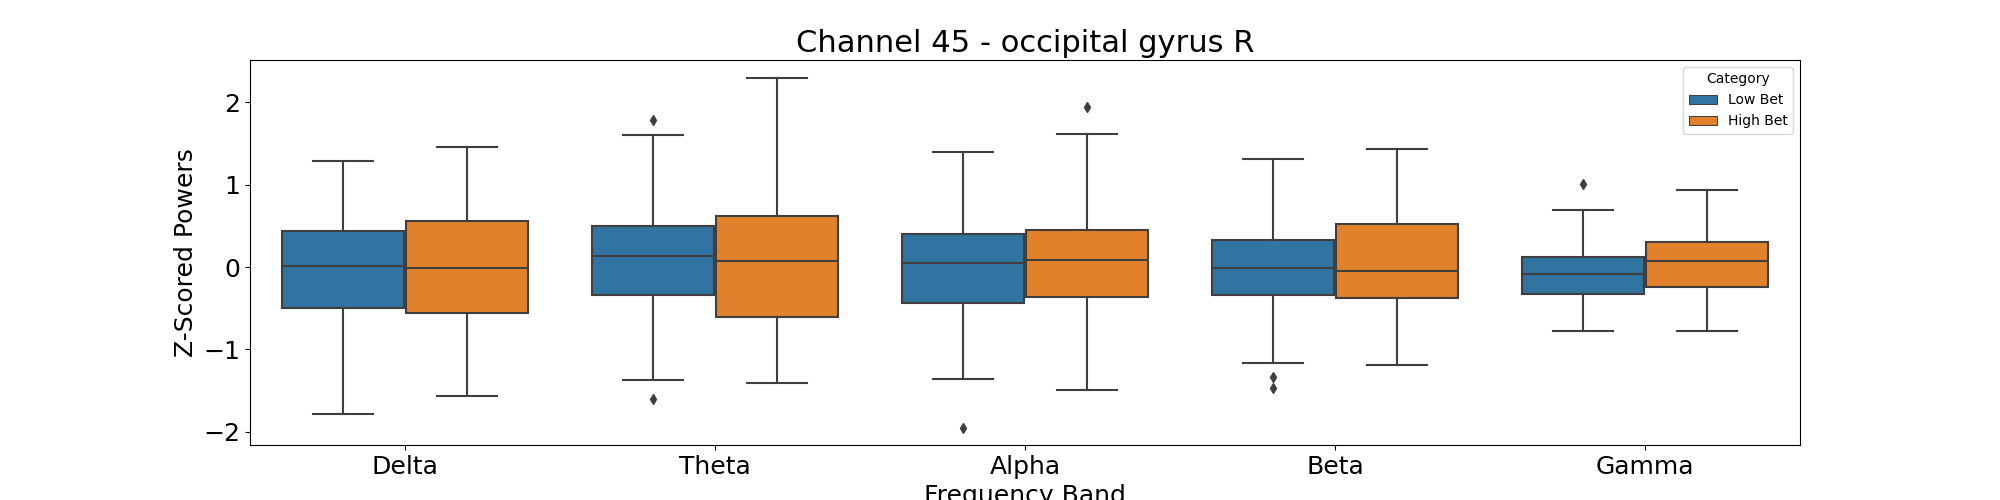 Channel 45 - occipital gyrus R
Category
Low Bet
High Bet
Z-Scored Powers
2
1
0
−1
−2
Delta Theta Alpha Beta Gamma
Frequency Band